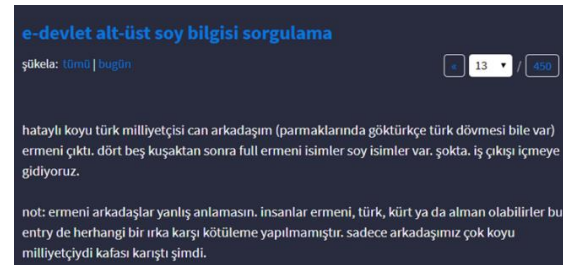 e-devlet alt-üst soy bilgisi sorgulama
şükela: tümü | bugün
« 13 / 450
hataylı koyu türk milliyetçisi can arkadaşım (parmaklarında göktürkçe türk dövmesi bile var)
ermeni çıktı. dört beş kuşaktan sonra full ermeni isimler soy isimler var. şokta. iş çıkışı içmeye
gidiyoruz.
not: ermeni arkadaşlar yanlış anlamasın. insanlar ermeni, türk, kürt ya da alman olabilirler bu
entry de herhangi bir ırka karşı kötüleme yapılmamıştır. sadece arkadaşımız çok koyu
milliyetçiydi kafası karıştı şimdi.